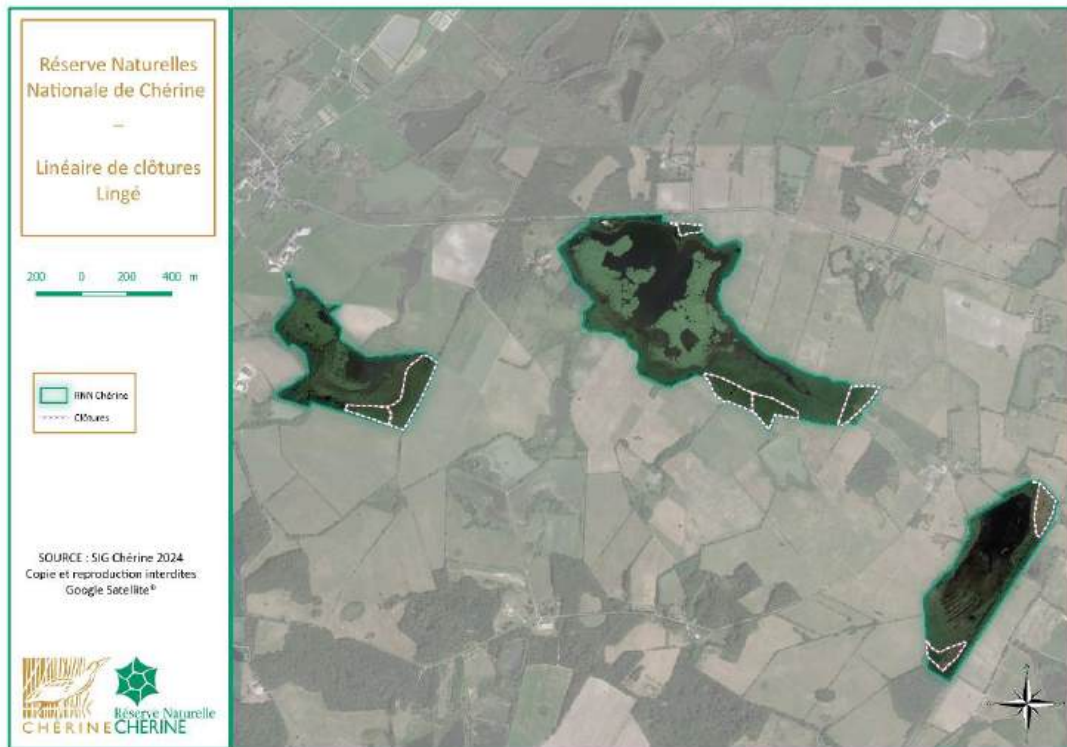 Réserve Naturelles
Nationale de Chérine
–
Linéaire de clôtures
Lingé
200 0 200 400 m
RNN Chérine
Clôtures
SOURCE : SIG Chérine 2024
Copie et reproduction interdites
Google Satellite®
CHÉRINE
Réserve Naturelle
CHÉRINE